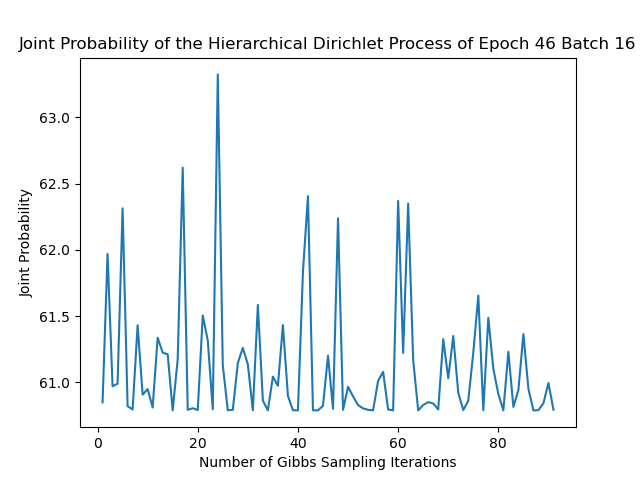 Joint Probability of the Hierarchical Dirichlet Process of Epoch 46 Batch 16
63.0
62.5
62.0
61.5
61.0
Joint Probability
0 20 40 60 80
Number of Gibbs Sampling Iterations